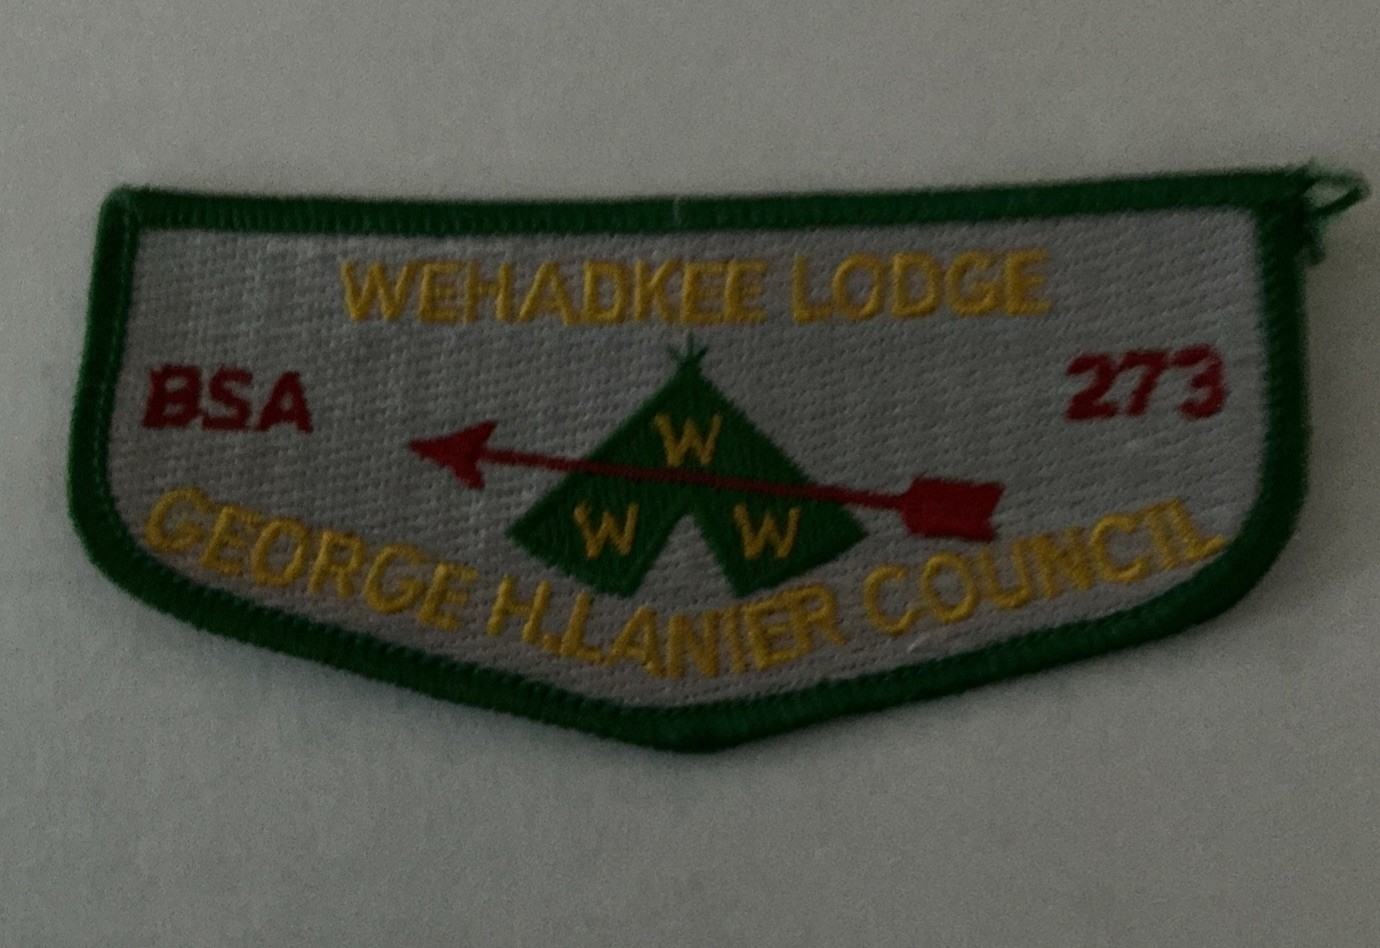 WEHADKEE LODGE
BSA
273
W
W W
GEORGE H.LANIER COUNCIL